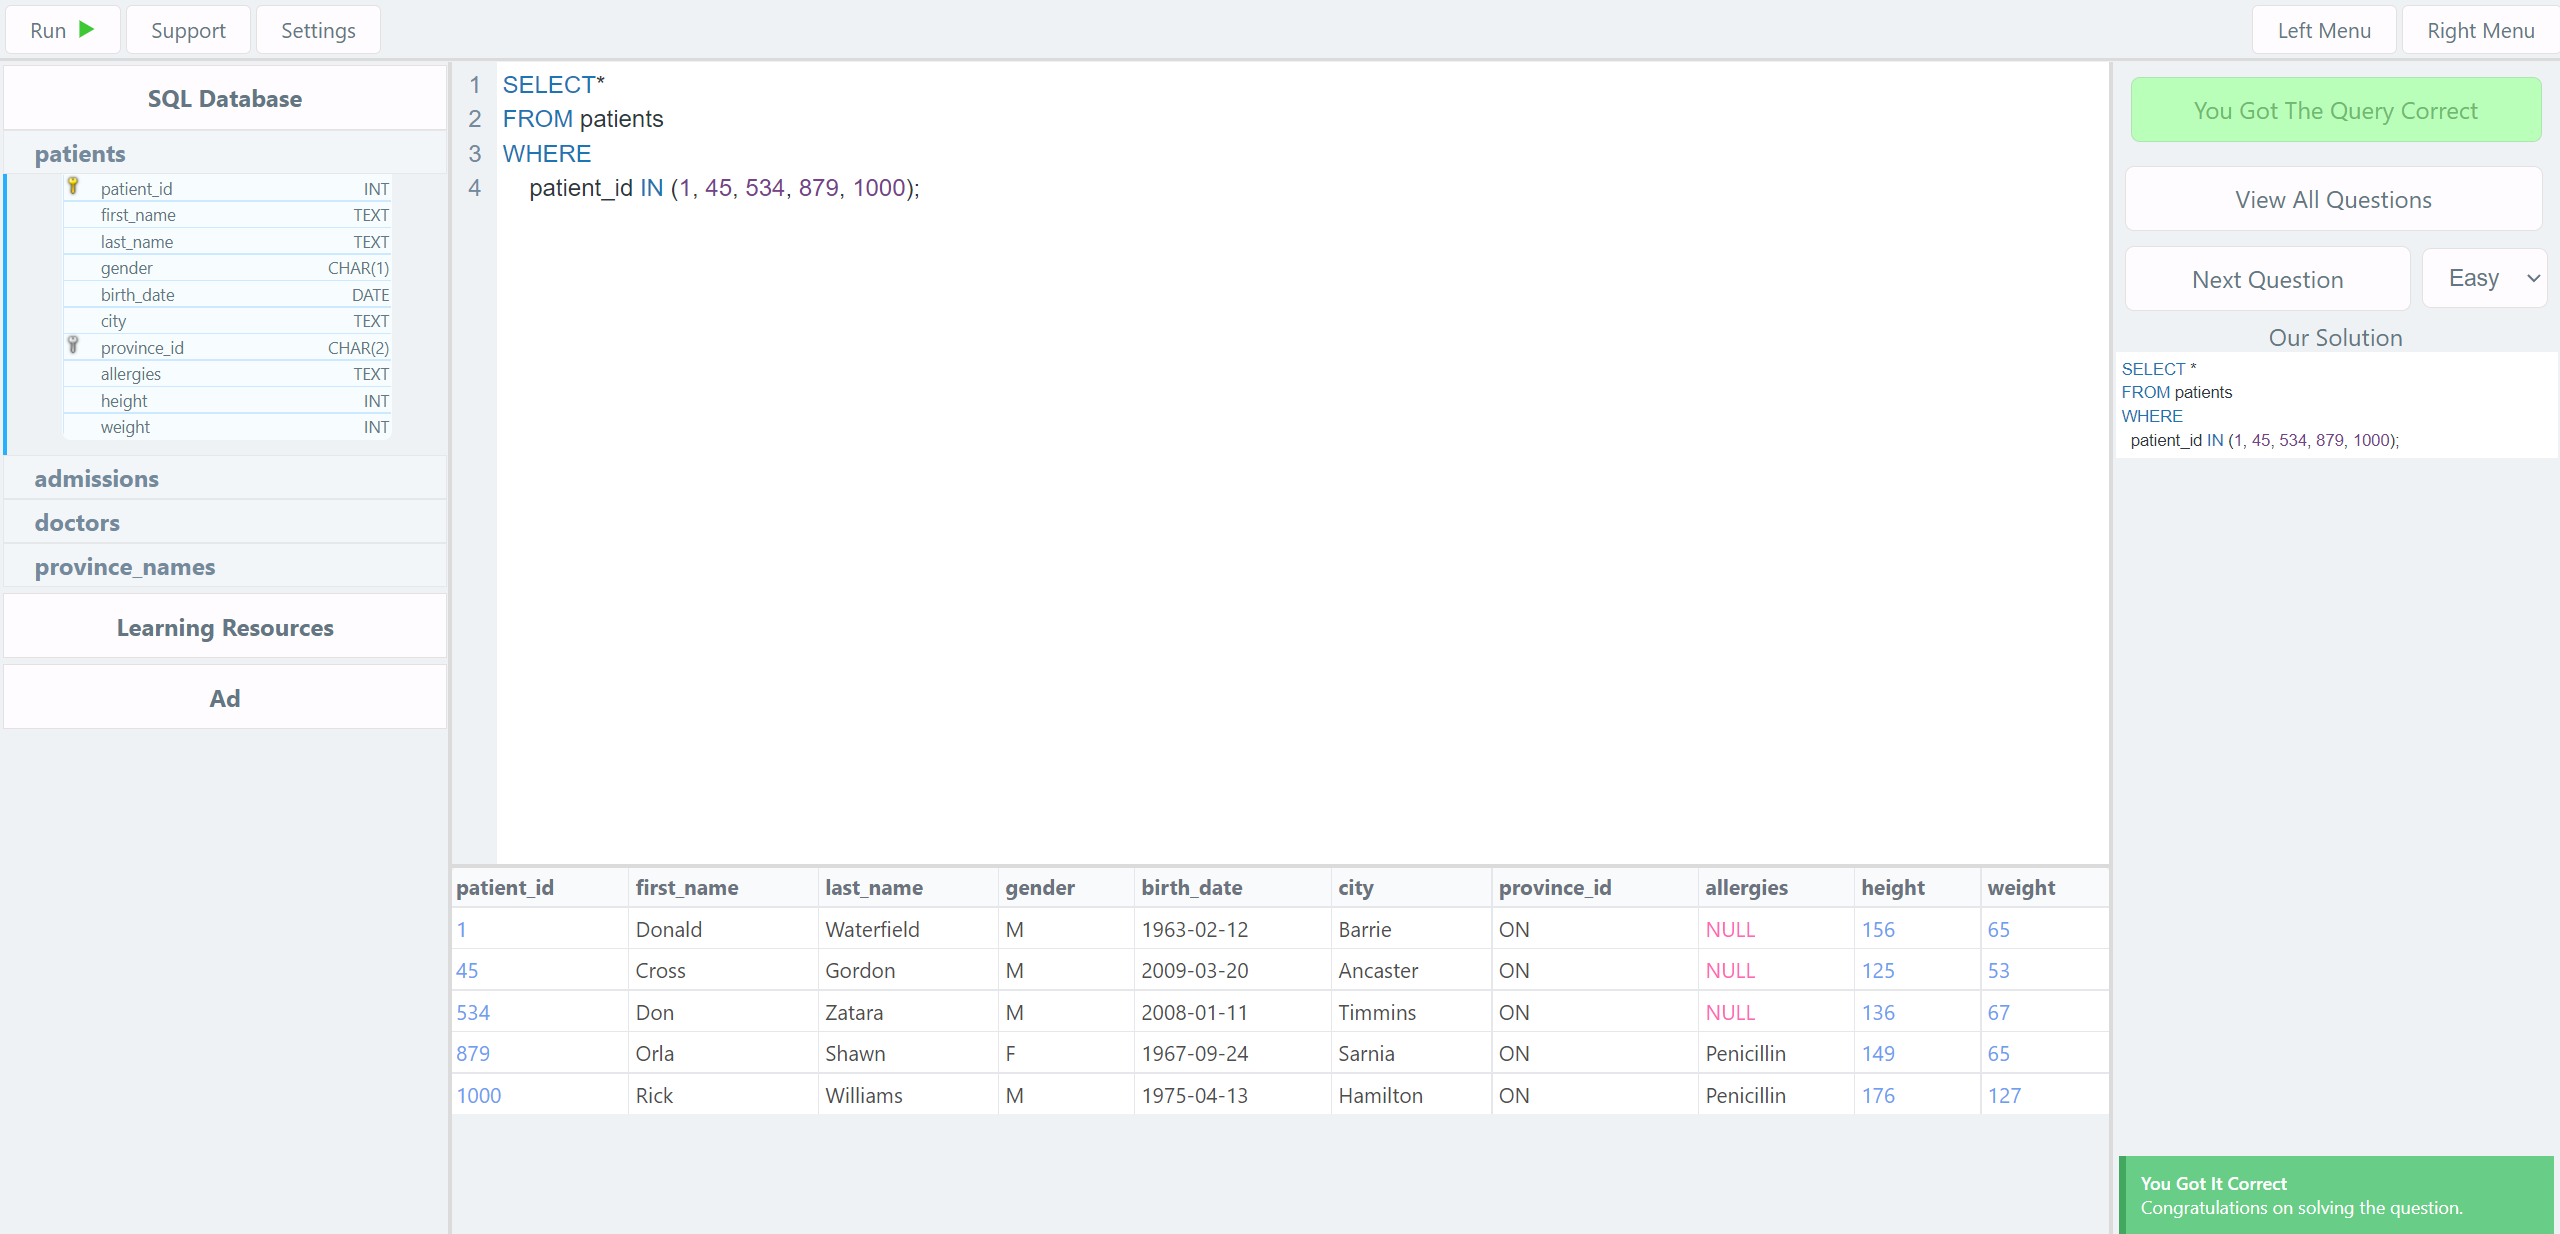 Run Support Settings Left Menu Right Menu
SQL Database
patients
patient_id INT
first_name TEXT
last_name TEXT
gender CHAR(1)
birth_date DATE
city TEXT
province_id CHAR(2)
allergies TEXT
height INT
weight INT
admissions
doctors
province_names
Learning Resources
Ad
1 SELECT*
2 FROM patients
3 WHERE
4 patient_id IN (1, 45, 534, 879, 1000);
patient_id first_name last_name gender birth_date city province_id allergies height weight
1 Donald Waterfield M 1963-02-12 Barrie ON NULL 156 65
45 Cross Gordon M 2009-03-20 Ancaster ON NULL 125 53
534 Don Zatara M 2008-01-11 Timmins ON NULL 136 67
879 Orla Shawn F 1967-09-24 Sarnia ON Penicillin 149 65
1000 Rick Williams M 1975-04-13 Hamilton ON Penicillin 176 127
You Got The Query Correct
View All Questions
Next Question Easy
Our Solution
SELECT *
FROM patients
WHERE
patient_id IN (1, 45, 534, 879, 1000);
You Got It Correct
Congratulations on solving the question.